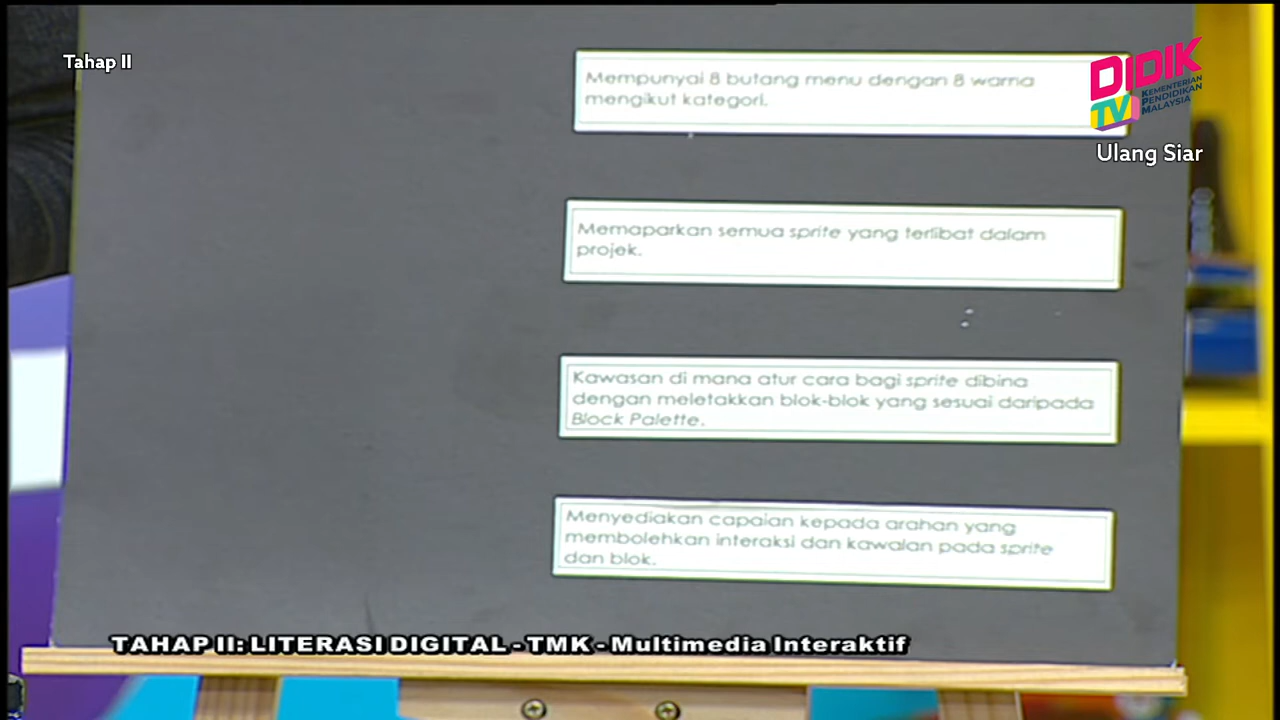 Tahap II
Mempunyai 8 butang menu dengan 8 warna
mengikut kategori.
DIDIK
TV
KEMENTERIAN
PENDIDIKAN
MALAYSIA
Ulang Siar
Memaparkan semua sprite yang terlibat dalam
projek.
Kawasan di mana atur cara bagi sprite dibina
dengan meletakkan blok-blok yang sesuai daripada
Block Palette.
Menyediakan capaian kepada arahan yang
membolehkan interaksi dan kawalan pada sprite
dan blok.
TAHAP II: LITERASI DIGITAL - TMK - Multimedia Interaktif